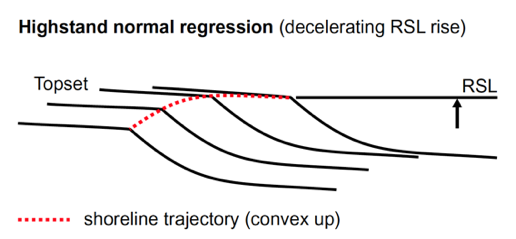 Highstand normal regression (decelerating RSL rise)
Topset
RSL
shoreline trajectory (convex up)